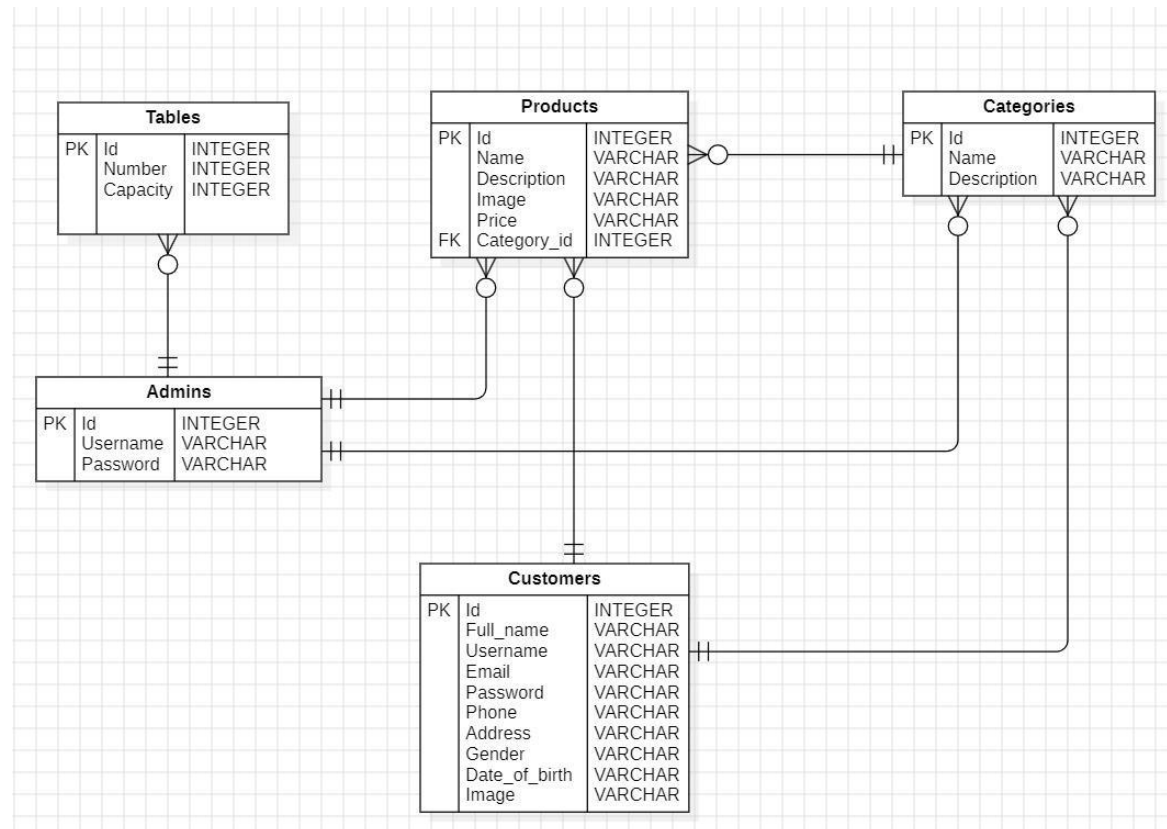 Tables
PK Id INTEGER
Number INTEGER
Capacity INTEGER
Products
PK Id INTEGER
Name VARCHAR
Description VARCHAR
Image VARCHAR
Price VARCHAR
FK Category_id INTEGER
Categories
PK Id INTEGER
Name VARCHAR
Description VARCHAR
Admins
PK Id INTEGER
Username VARCHAR
Password VARCHAR
Customers
PK Id INTEGER
Full_name VARCHAR
Username VARCHAR
Email VARCHAR
Password VARCHAR
Phone VARCHAR
Address VARCHAR
Gender VARCHAR
Date_of_birth VARCHAR
Image VARCHAR